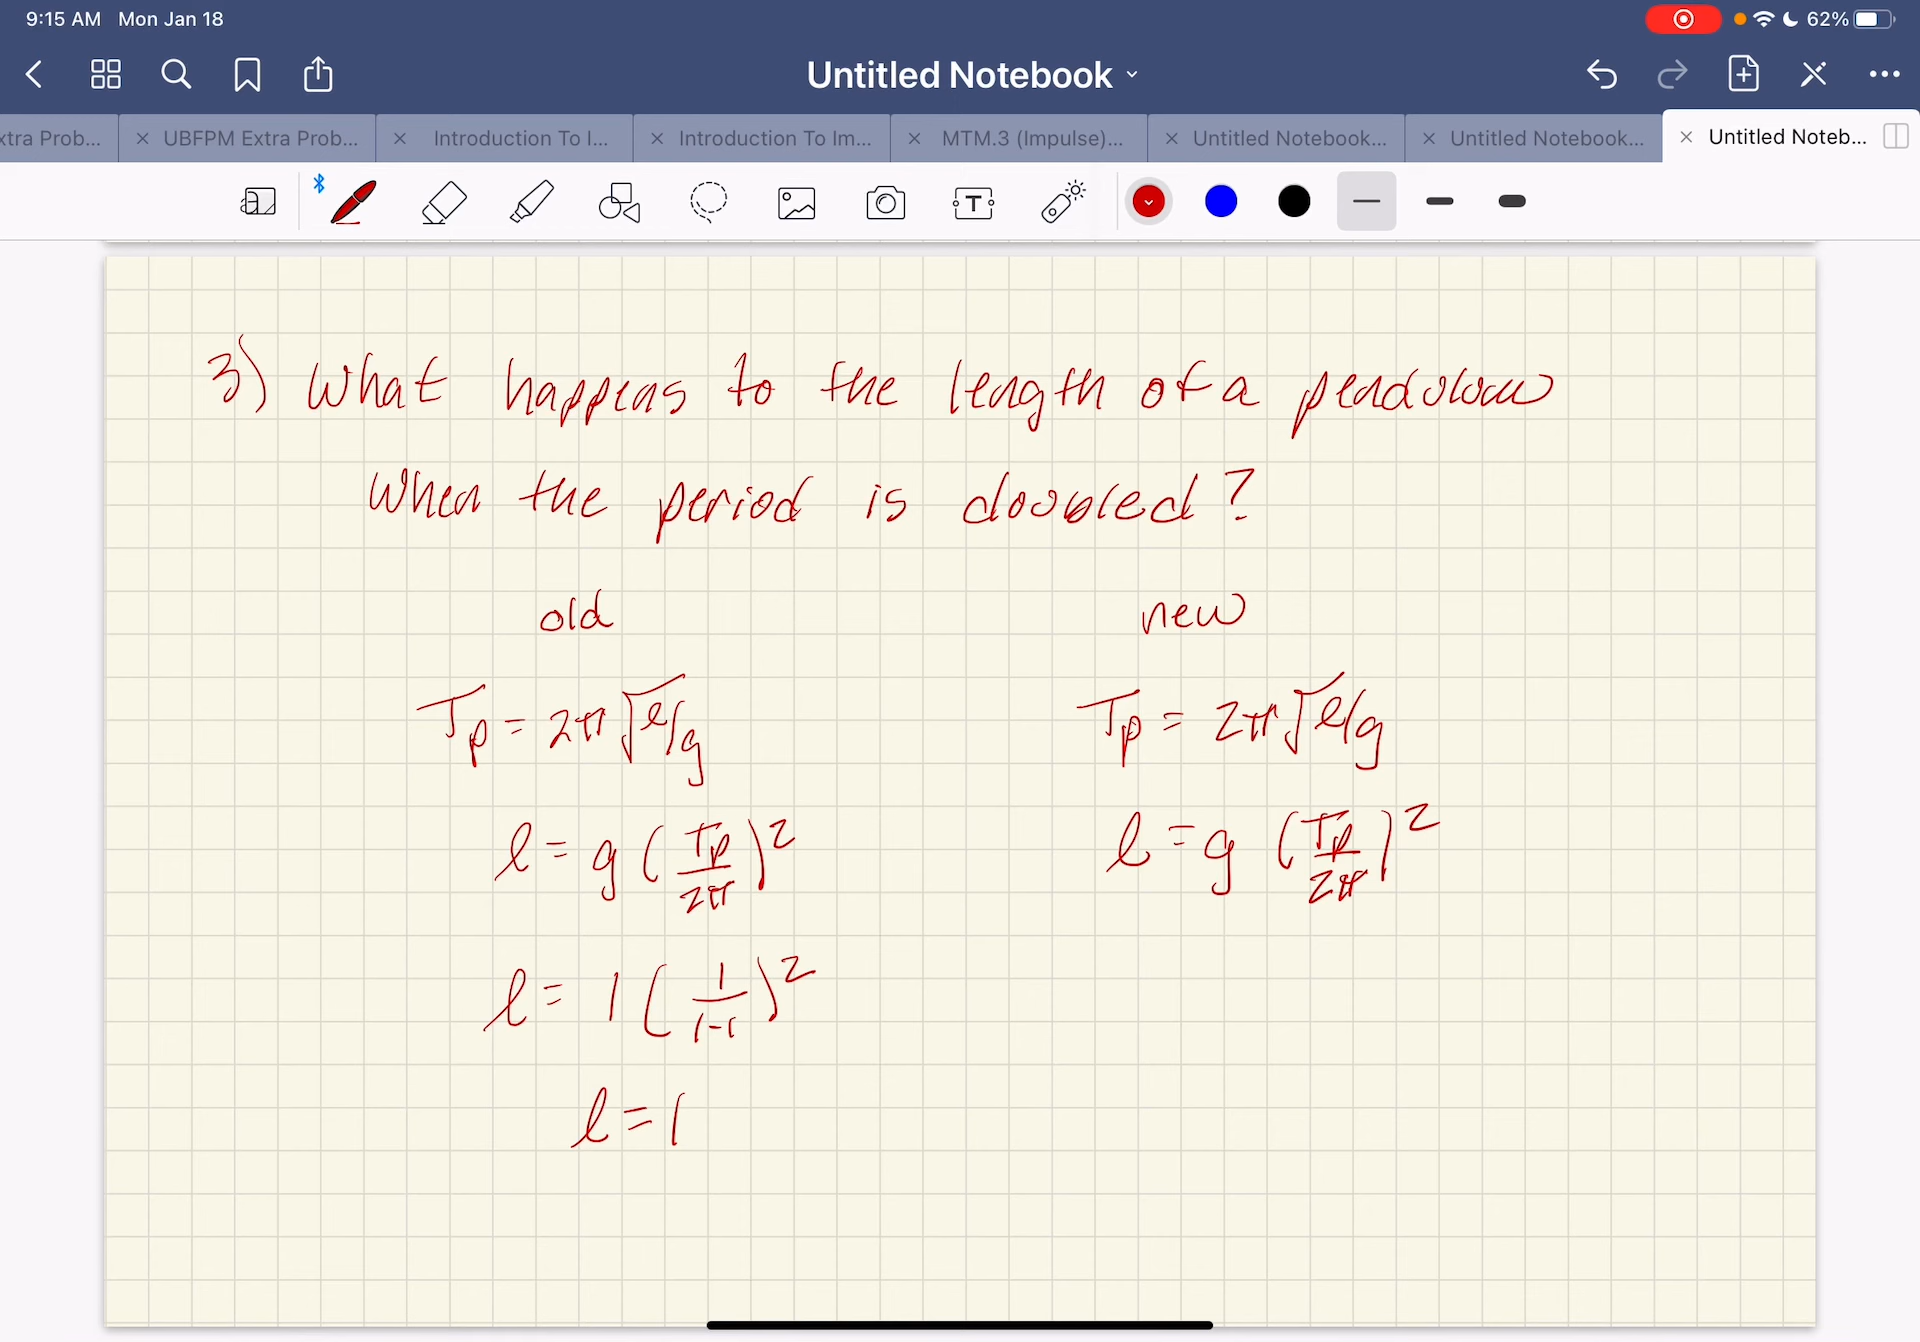 9:15 AM Mon Jan 18 62%
Untitled Notebook
xtra Prob... UBFPM Extra Prob... Introduction To I... Introduction To Im... MTM.3 (Impulse)... Untitled Notebook... Untitled Notebook... Untitled Noteb...
3) What happens to the length of a pendulum
when the period is doubled?
old new
Tp = 2π√l/g Tp = 2π√l/g
l = g (Tp/2π)² l = g (Tp/2π)²
l = 1 (1/1·1)²
l = 1